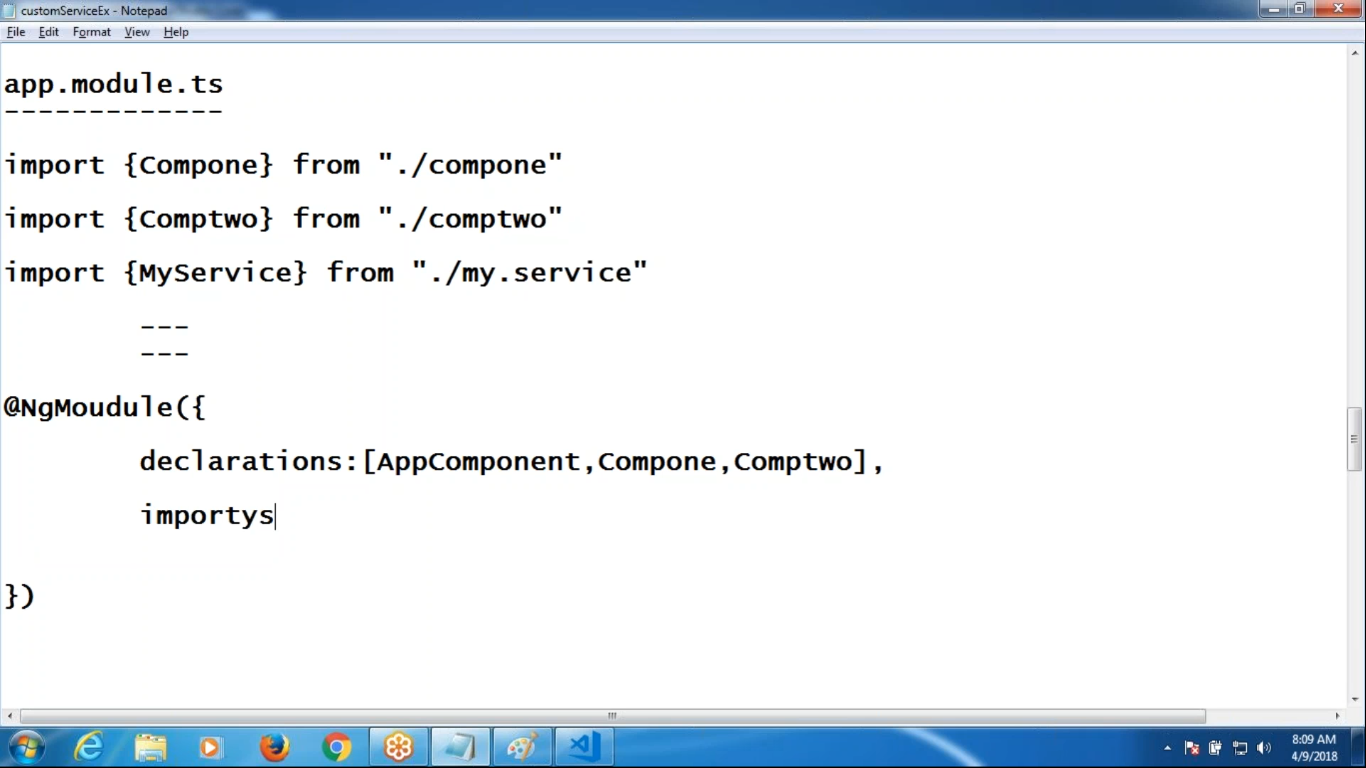 customServiceEx - Notepad
File Edit Format View Help
app.module.ts
-------------
import {Compone} from "./compone"
import {Comptwo} from "./comptwo"
import {MyService} from "./my.service"
---
---
@NgMoudule({
declarations:[AppComponent,Compone,Comptwo],
importys
})
8:09 AM
4/9/2018